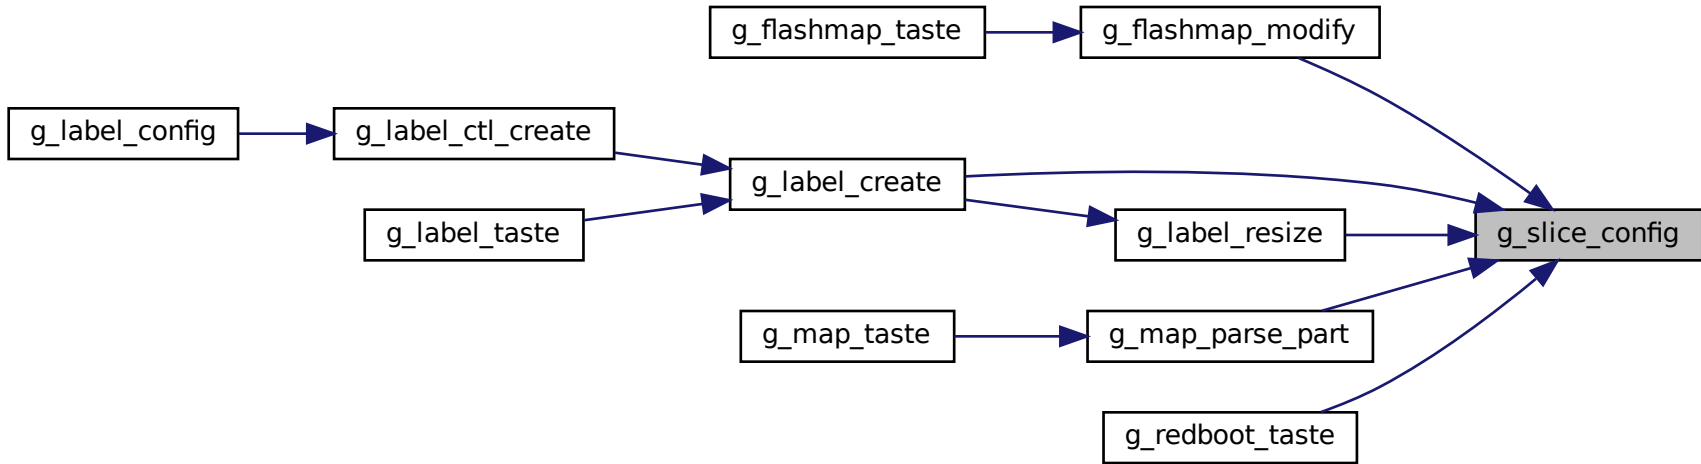 g_flashmap_taste
g_flashmap_modify
g_label_config
g_label_ctl_create
g_label_create
g_label_taste
g_label_resize
g_slice_config
g_map_taste
g_map_parse_part
g_redboot_taste